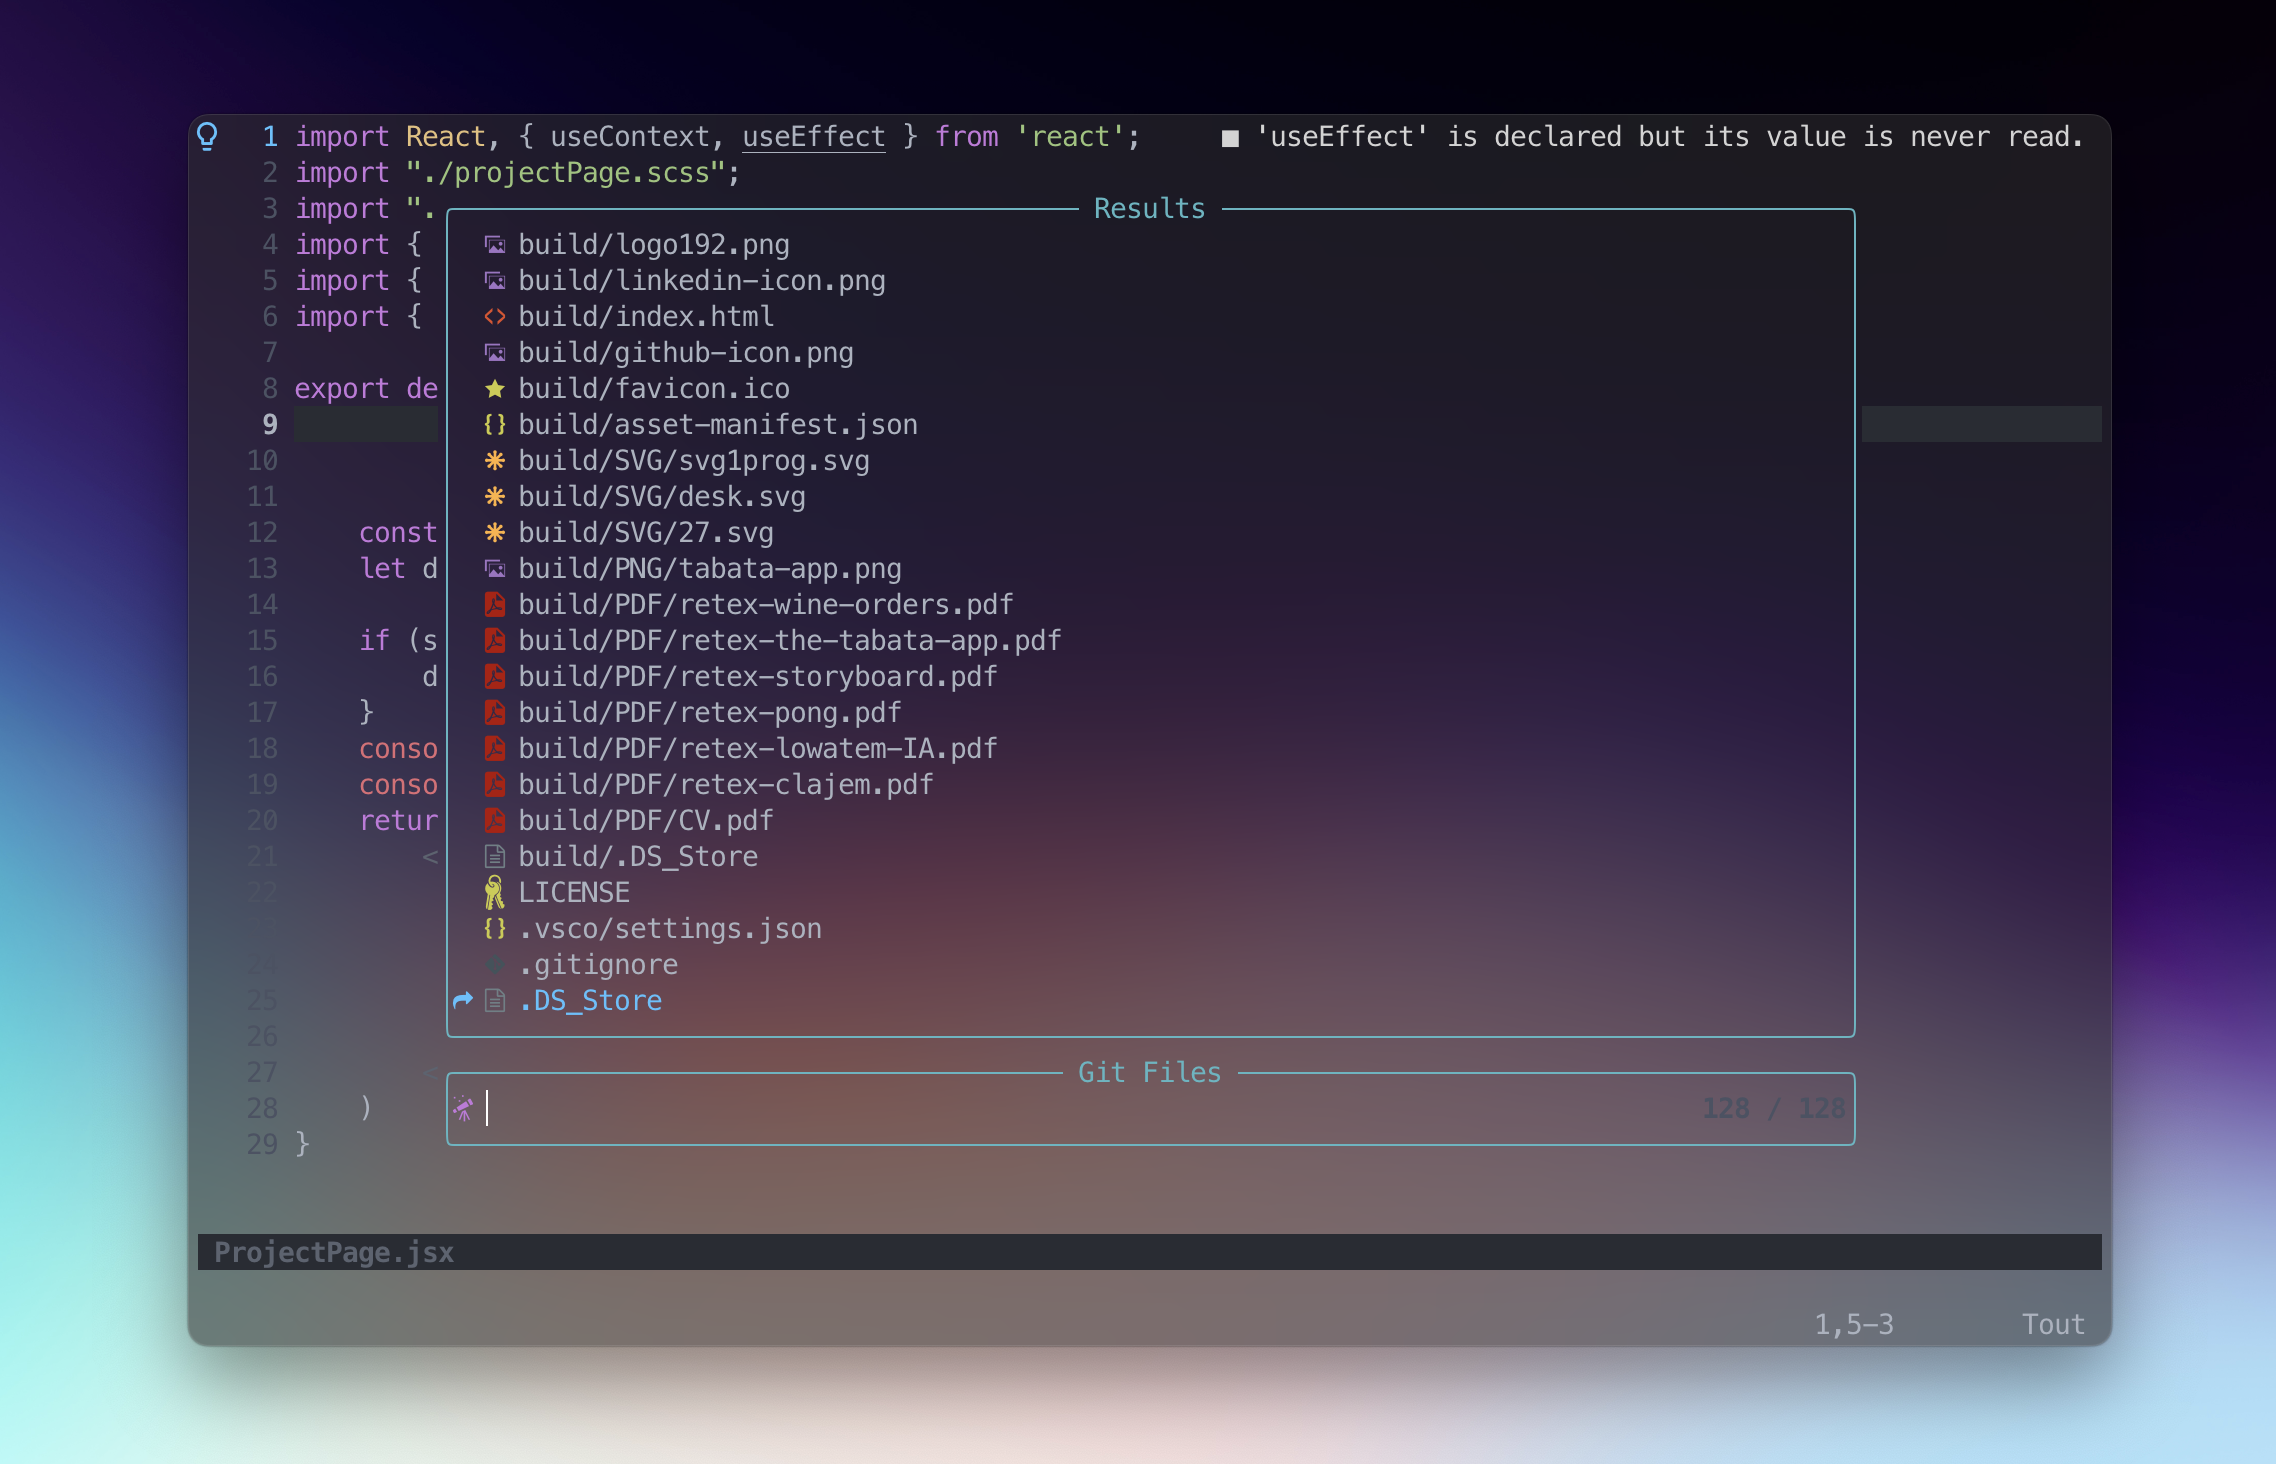 1 import React, { useContext, useEffect } from 'react'; ■ 'useEffect' is declared but its value is never read.
2 import "./projectPage.scss";
3 import ".
4 import {
5 import {
6 import {
7
8 export de
9
10
11
12 const
13 let d
14
15 if (s
16 d
17 }
18 conso
19 conso
20 retur
21 <
22
24
25
26
27 <
28 )
29 }
Results
build/logo192.png
build/linkedin-icon.png
build/index.html
build/github-icon.png
build/favicon.ico
build/asset-manifest.json
build/SVG/svg1prog.svg
build/SVG/desk.svg
build/SVG/27.svg
build/PNG/tabata-app.png
build/PDF/retex-wine-orders.pdf
build/PDF/retex-the-tabata-app.pdf
build/PDF/retex-storyboard.pdf
build/PDF/retex-pong.pdf
build/PDF/retex-lowatem-IA.pdf
build/PDF/retex-clajem.pdf
build/PDF/CV.pdf
build/.DS_Store
LICENSE
.vsco/settings.json
.gitignore
.DS_Store
Git Files
128 / 128
ProjectPage.jsx
1,5-3 Tout